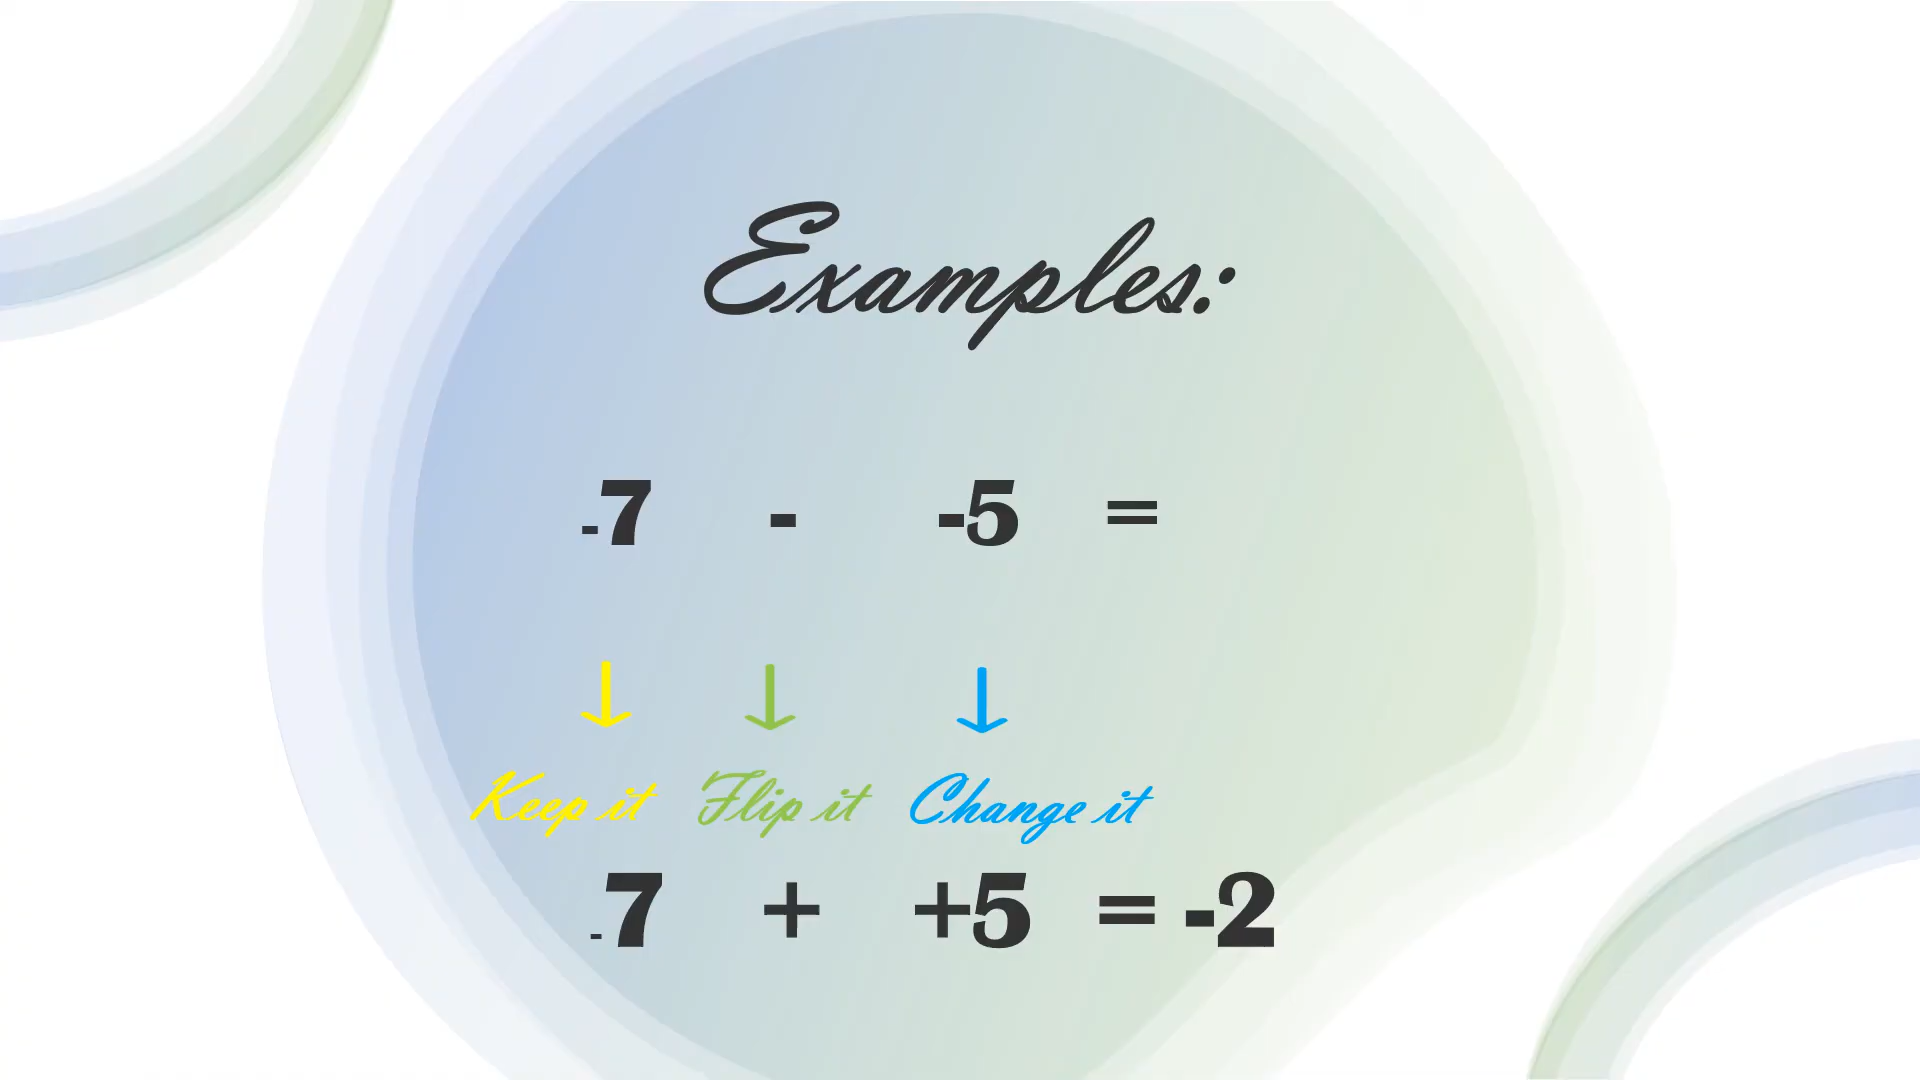 Examples:
-7 - -5 =
↓ ↓ ↓
Keep it Flip it Change it
-7 + +5 = -2